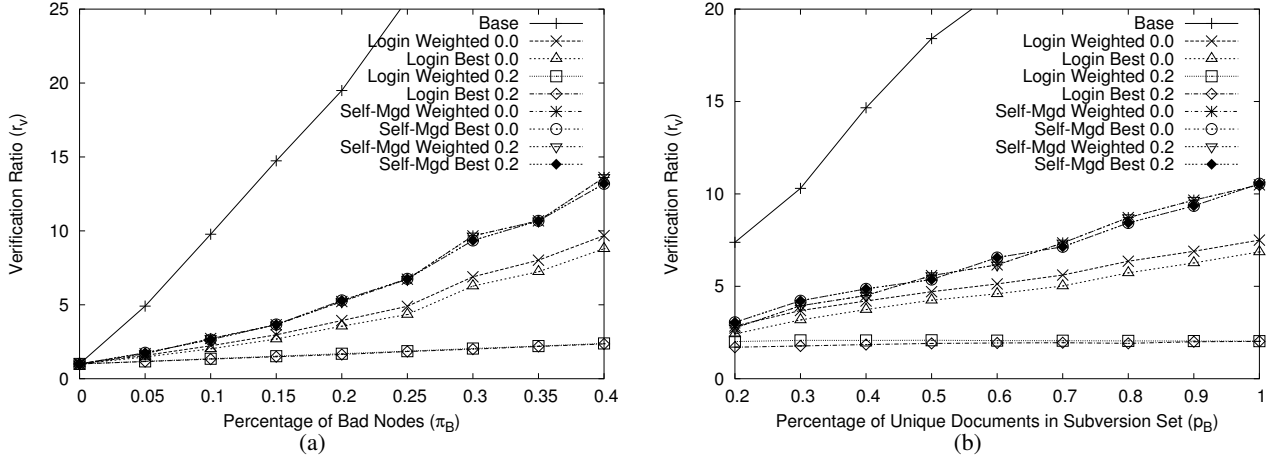 25
20
15
10
5
0
Verification Ratio (r_v)
Base
Login Weighted 0.0
Login Best 0.0
Login Weighted 0.2
Login Best 0.2
Self-Mgd Weighted 0.0
Self-Mgd Best 0.0
Self-Mgd Weighted 0.2
Self-Mgd Best 0.2
0 0.05 0.1 0.15 0.2 0.25 0.3 0.35 0.4
Percentage of Bad Nodes (π_B)
(a)
20
15
10
5
0
Verification Ratio (r_v)
Base
Login Weighted 0.0
Login Best 0.0
Login Weighted 0.2
Login Best 0.2
Self-Mgd Weighted 0.0
Self-Mgd Best 0.0
Self-Mgd Weighted 0.2
Self-Mgd Best 0.2
0.2 0.3 0.4 0.5 0.6 0.7 0.8 0.9 1
Percentage of Unique Documents in Subversion Set (p_B)
(b)